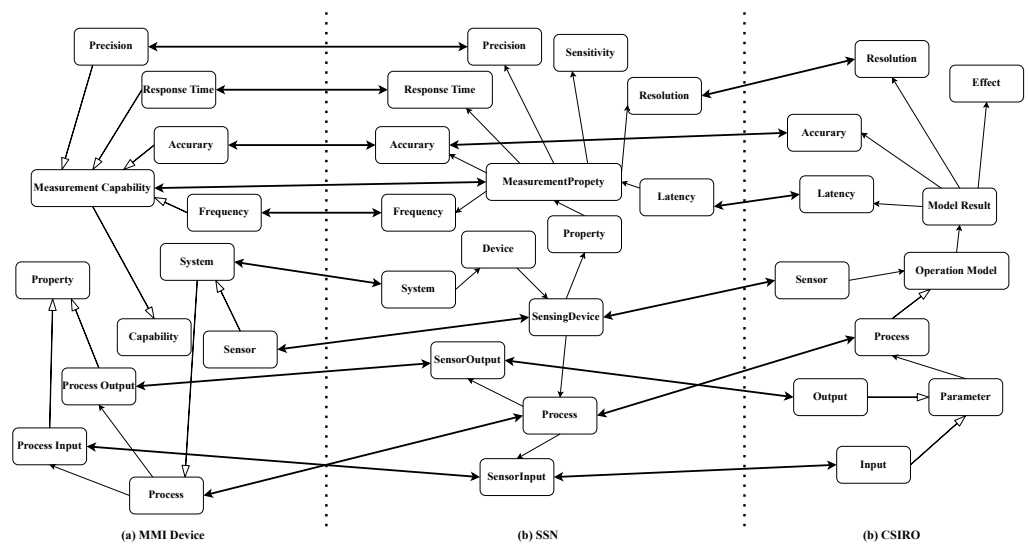 Precision
Response Time
Accurary
Measurement Capability
Frequency
System
Property
Capability
Sensor
Process Output
Process Input
Process
(a) MMI Device
Precision
Sensitivity
Response Time
Resolution
Accurary
MeasurementPropety
Latency
Frequency
Property
Device
System
SensingDevice
SensorOutput
Process
SensorInput
(b) SSN
Resolution
Effect
Accurary
Latency
Model Result
Sensor
Operation Model
Process
Output
Parameter
Input
(b) CSIRO